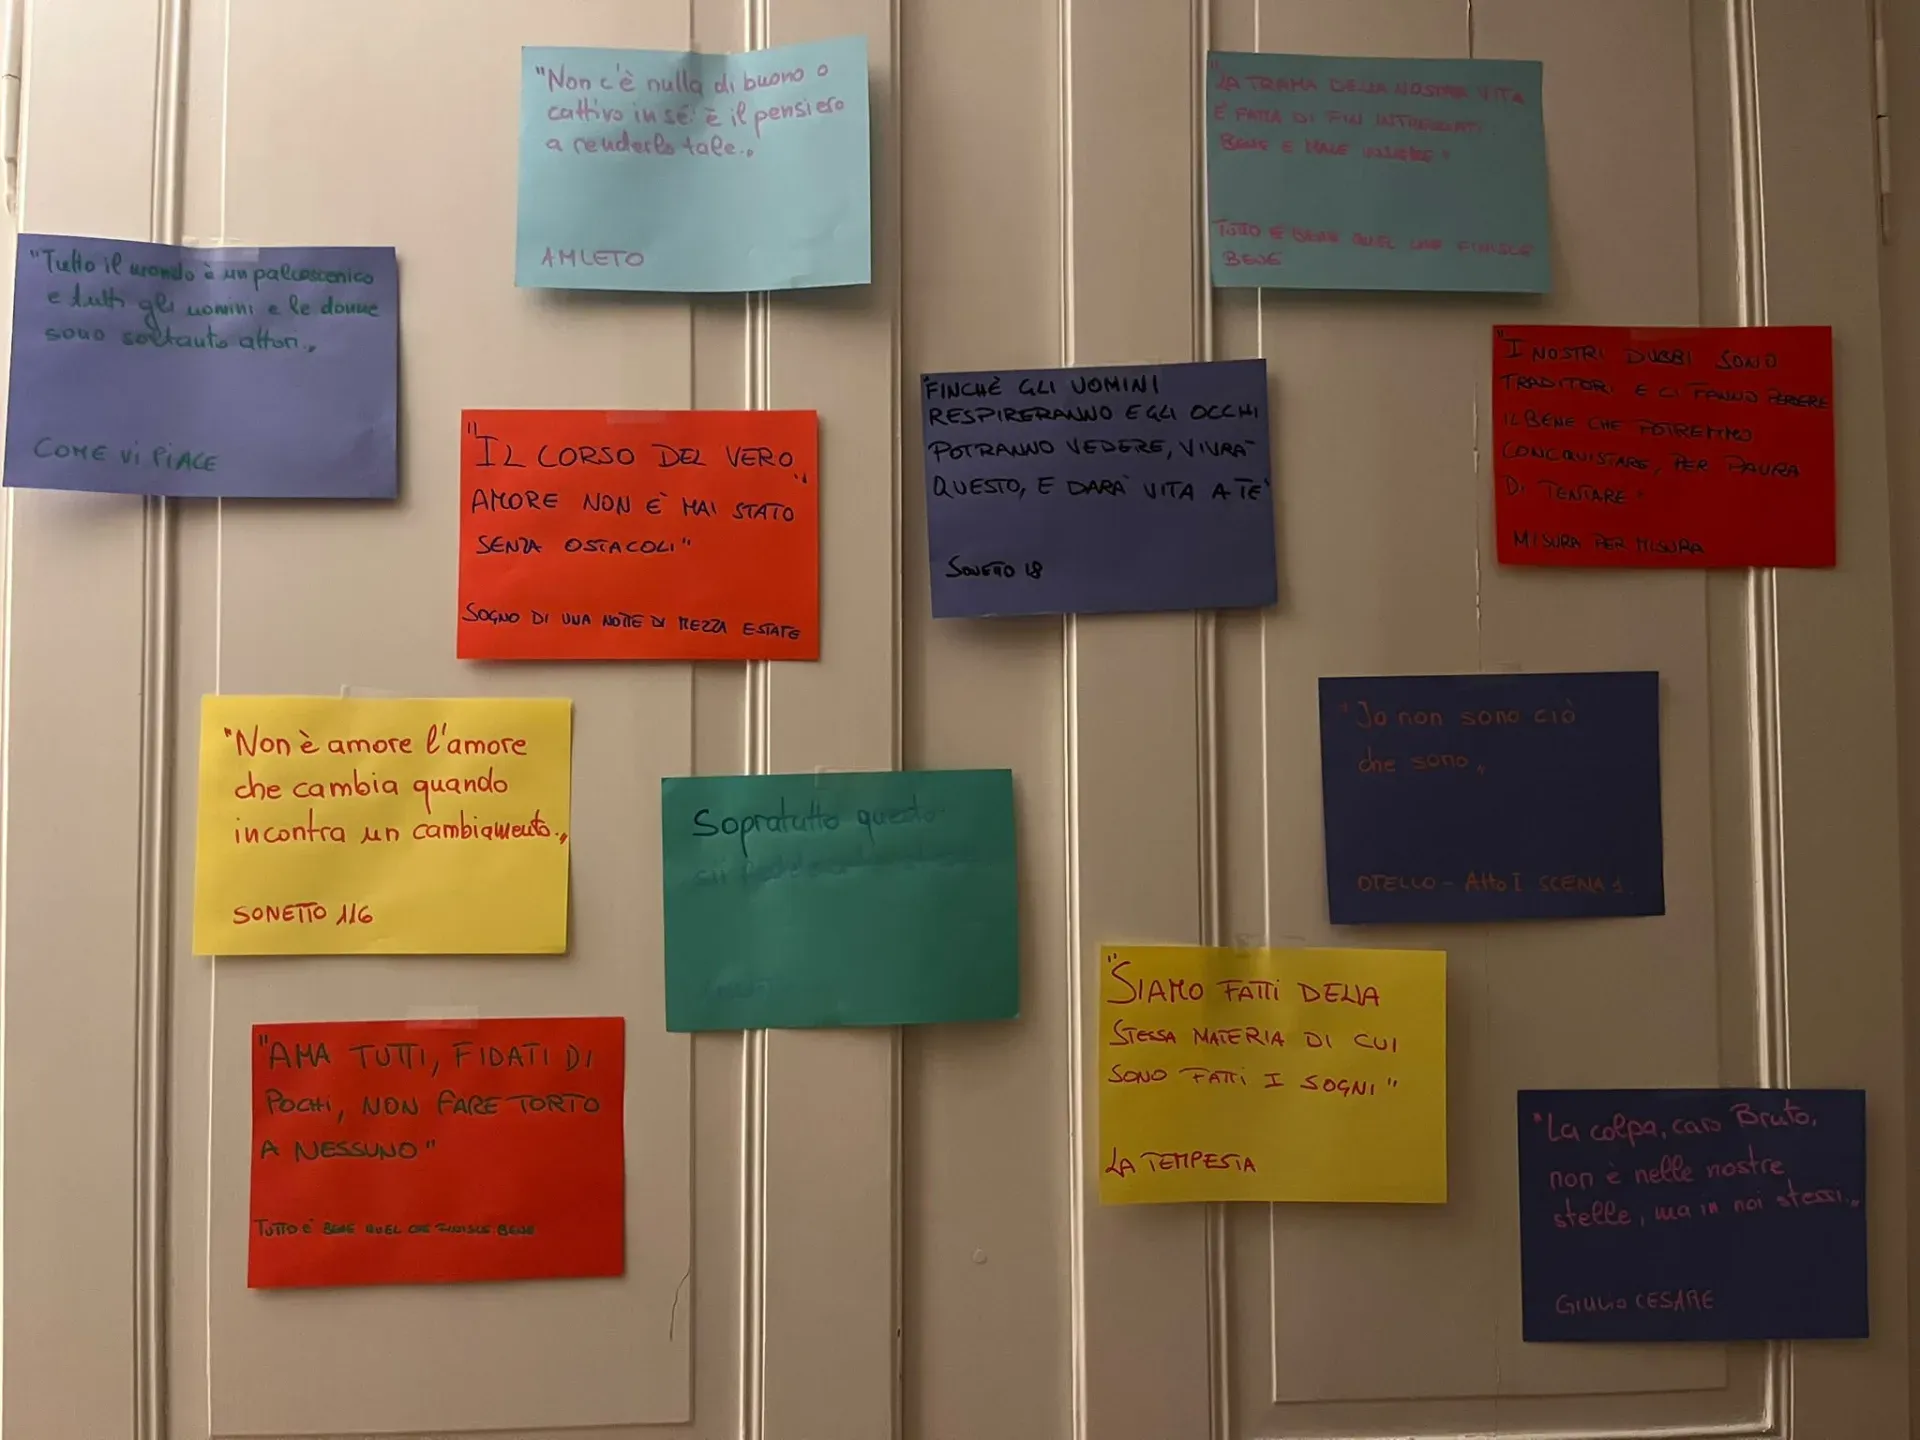 "Non c'è nulla di buono o
cattivo in sé: è il pensiero
a renderlo tale."
AMLETO
"LA TRAMA DELLA NOSTRA VITA
È FATTA DI FILI INTRECCIATI
BENE E MALE INSIEME"
TUTTO È BENE QUEL CHE FINISCE
BENE
"Tutto il mondo è un palcoscenico
e tutti gli uomini e le donne
sono soltanto attori."
COME VI PIACE
"I NOSTRI DUBBI SONO
TRADITORI E CI FANNO PERDERE
IL BENE CHE POTREMMO
CONCQUISTARE, PER PAURA
DI TENTARE"
MISURA PER MISURA
"FINCHÈ GLI UOMINI
RESPIRERANNO E GLI OCCHI
POTRANNO VEDERE, VIVRA'
QUESTO, E DARA' VITA A TE"
SONETTO 18
"IL CORSO DEL VERO
AMORE NON È MAI STATO
SENZA OSTACOLI"
SOGNO DI UNA NOTTE DI MEZZA ESTATE
"Non è amore l'amore
che cambia quando
incontra un cambiamento."
SONETTO 116
"Io non sono ciò
che sono"
OTELLO - Atto I SCENA 1.
Sopratutto questo
sii fedele
"SIAMO FATTI DELLA
STESSA MATERIA DI CUI
SONO FATTI I SOGNI"
LA TEMPESTA
"AMA TUTTI, FIDATI DI
POCHI, NON FARE TORTO
A NESSUNO"
TUTTO È BENE QUEL CHE FINISCE BENE
"La colpa, caro Bruto,
non è nelle nostre
stelle, ma in noi stessi."
GIULIO CESARE